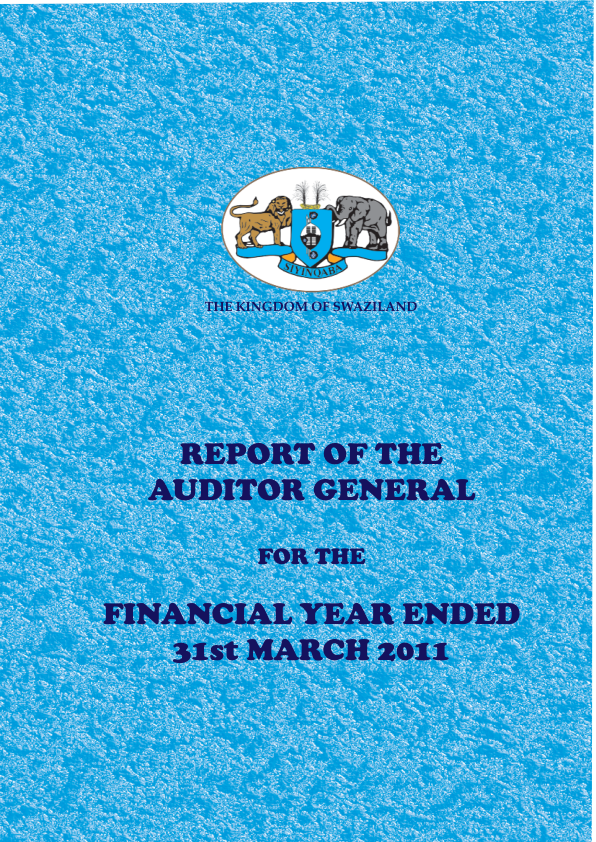 SIYINQABA
THE KINGDOM OF SWAZILAND
REPORT OF THE
AUDITOR GENERAL
FOR THE
FINANCIAL YEAR ENDED
31st MARCH 2011